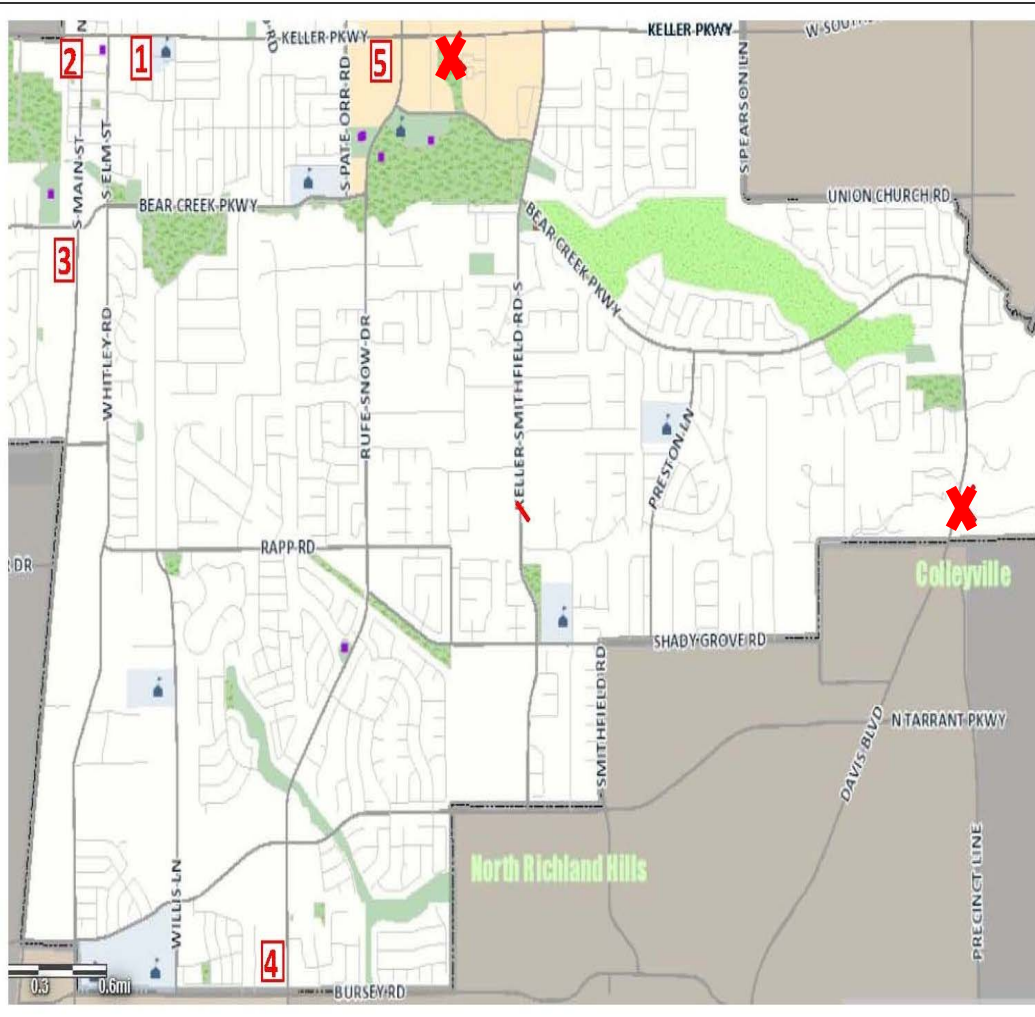 KELLER PKWY
KELLER PKWY
2
1
5
S PATE ORR RD
S PEARSON LN
S MAIN ST
S ELM ST
BEAR CREEK PKWY
UNION CHURCH RD
3
BEAR CREEK PKWY
WHITLEY RD
RUFE SNOW DR
KELLER-SMITHFIELD RD S
PRESTON LN
RAPP RD
DR
Colleyville
SHADY GROVE RD
SMITHFIELD RD
N TARRANT PKWY
DAVIS BLVD
North Richland Hills
WILLIS LN
PRECINCT LINE
4
0.3 0.6mi
BURSEY RD